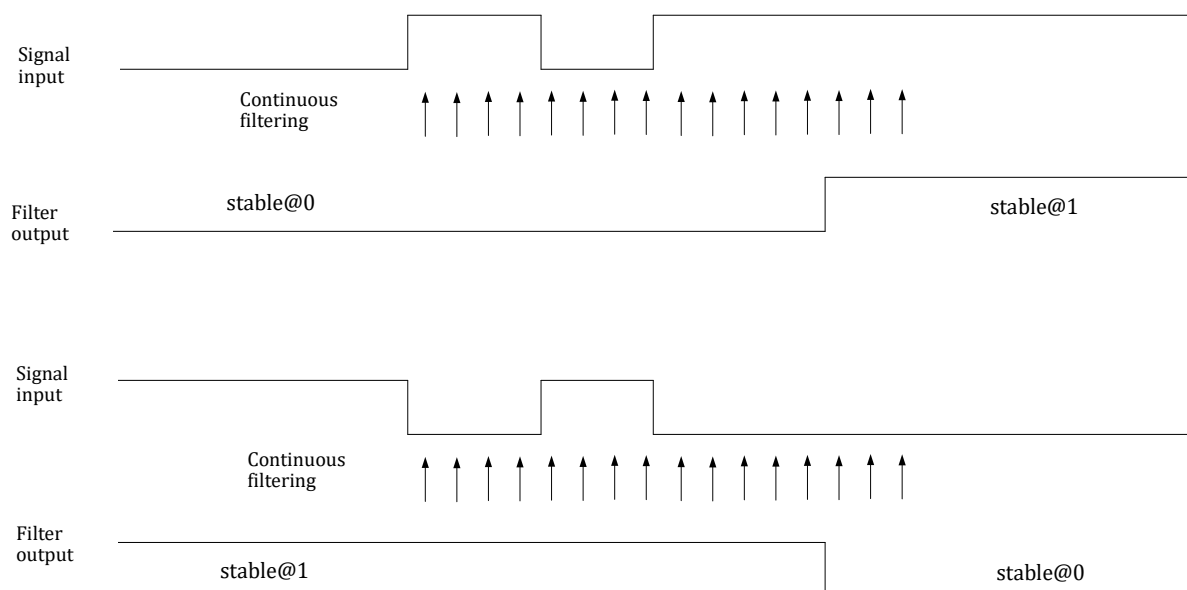 Signal
input
Continuous
filtering
stable@0
stable@1
Filter
output
Signal
input
Continuous
filtering
Filter
output
stable@1
stable@0